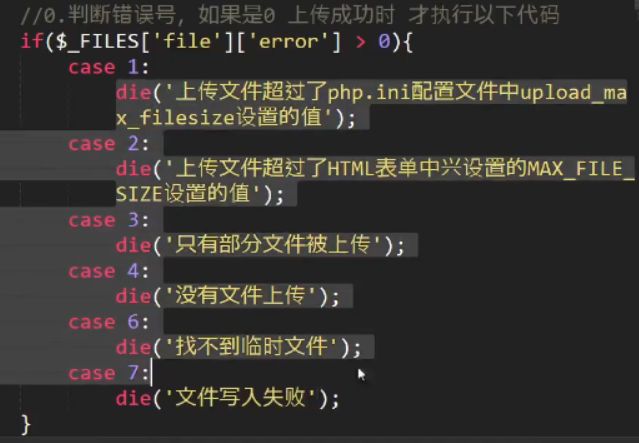 //0.判断错误号，如果是0 上传成功时 才执行以下代码
if($_FILES['file']['error'] > 0){
case 1:
die('上传文件超过了php.ini配置文件中upload_ma
x_filesize设置的值');
case 2:
die('上传文件超过了HTML表单中兴设置的MAX_FILE_
SIZE设置的值');
case 3:
die('只有部分文件被上传');
case 4:
die('没有文件上传');
case 6:
die('找不到临时文件');
case 7:
die('文件写入失败');
}